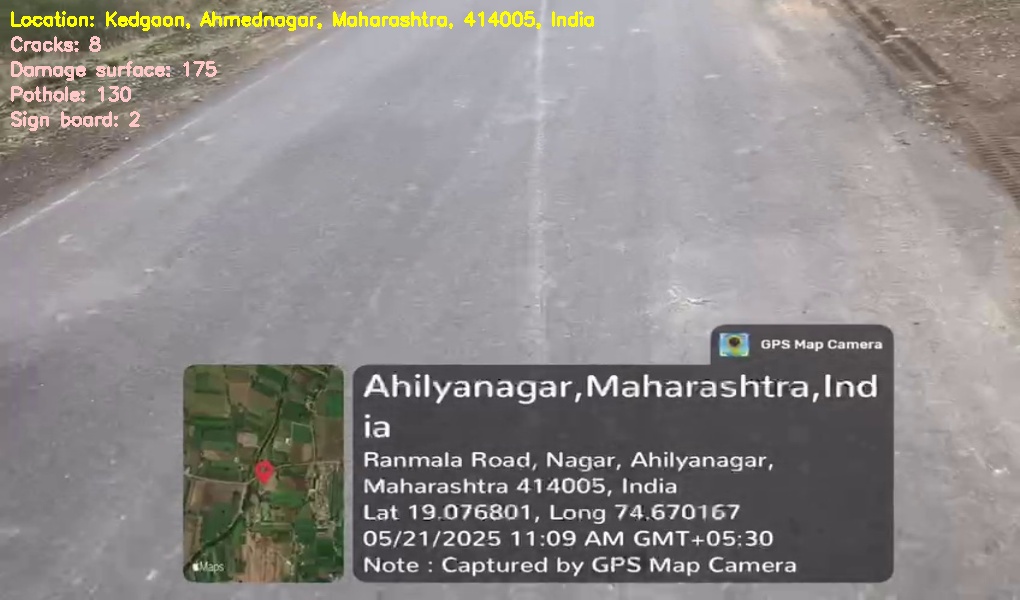 Location: Kedgaon, Ahmednagar, Maharashtra, 414005, India
Cracks: 8
Damage surface: 175
Pothole: 130
Sign board: 2
GPS Map Camera
Ahilyanagar,Maharashtra,Ind
ia
Ranmala Road, Nagar, Ahilyanagar,
Maharashtra 414005, India
Lat 19.076801, Long 74.670167
05/21/2025 11:09 AM GMT+05:30
Note : Captured by GPS Map Camera
Maps